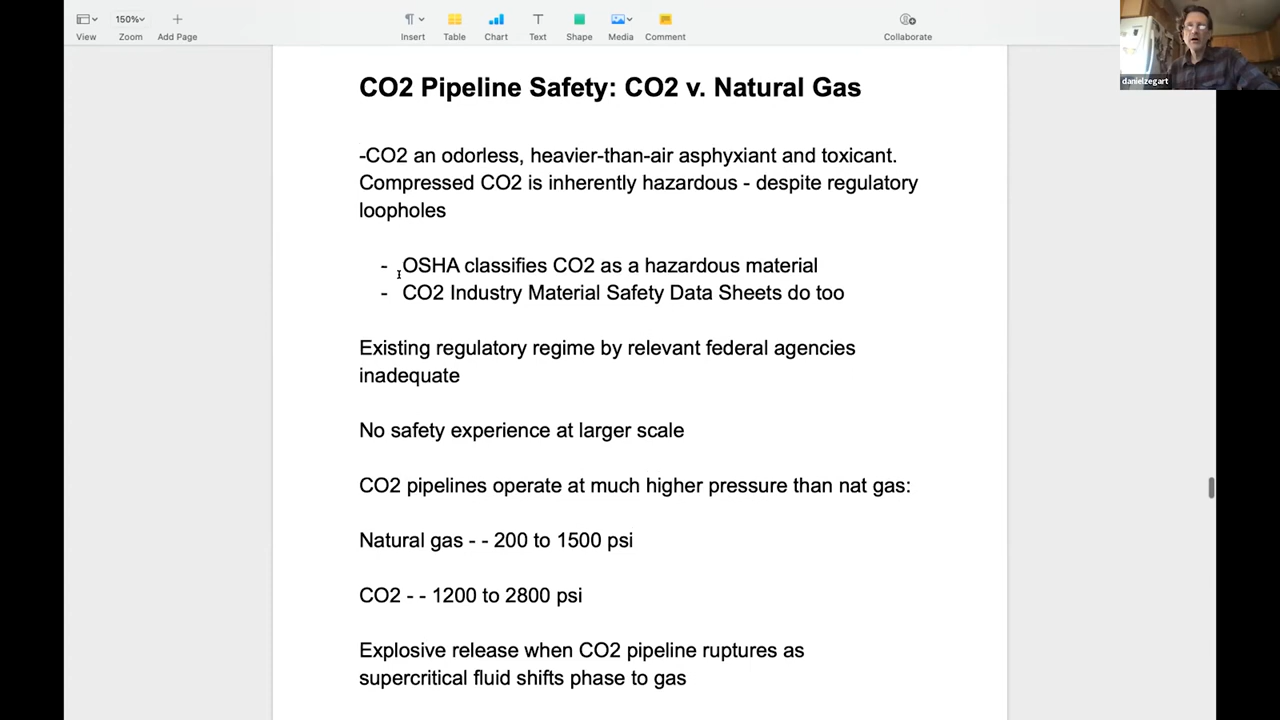 150%
View
Zoom
Add Page
Insert
Table
Chart
Text
Shape
Media
Comment
Collaborate
danielzegart
CO2 Pipeline Safety: CO2 v. Natural Gas
-CO2 an odorless, heavier-than-air asphyxiant and toxicant.
Compressed CO2 is inherently hazardous - despite regulatory
loopholes
- OSHA classifies CO2 as a hazardous material
- CO2 Industry Material Safety Data Sheets do too
Existing regulatory regime by relevant federal agencies
inadequate
No safety experience at larger scale
CO2 pipelines operate at much higher pressure than nat gas:
Natural gas - - 200 to 1500 psi
CO2 - - 1200 to 2800 psi
Explosive release when CO2 pipeline ruptures as
supercritical fluid shifts phase to gas